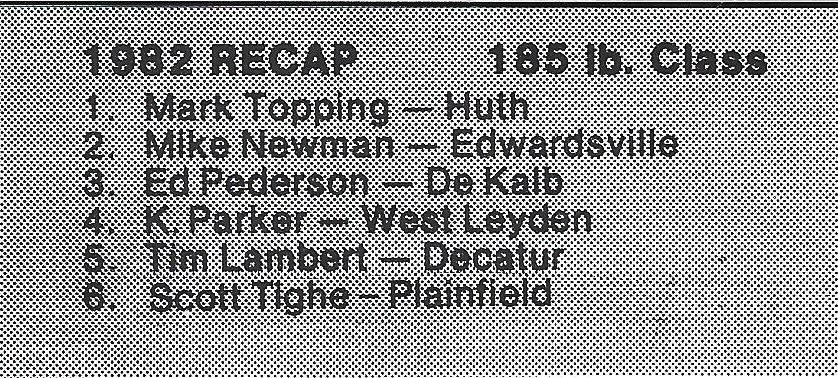 1982 RECAP 185 lb. Class
1. Mark Topping — Huth
2. Mike Newman — Edwardsville
3. Ed Pederson — De Kalb
4. K. Parker — West Leyden
5. Tim Lambert — Decatur
6. Scott Tighe – Plainfield